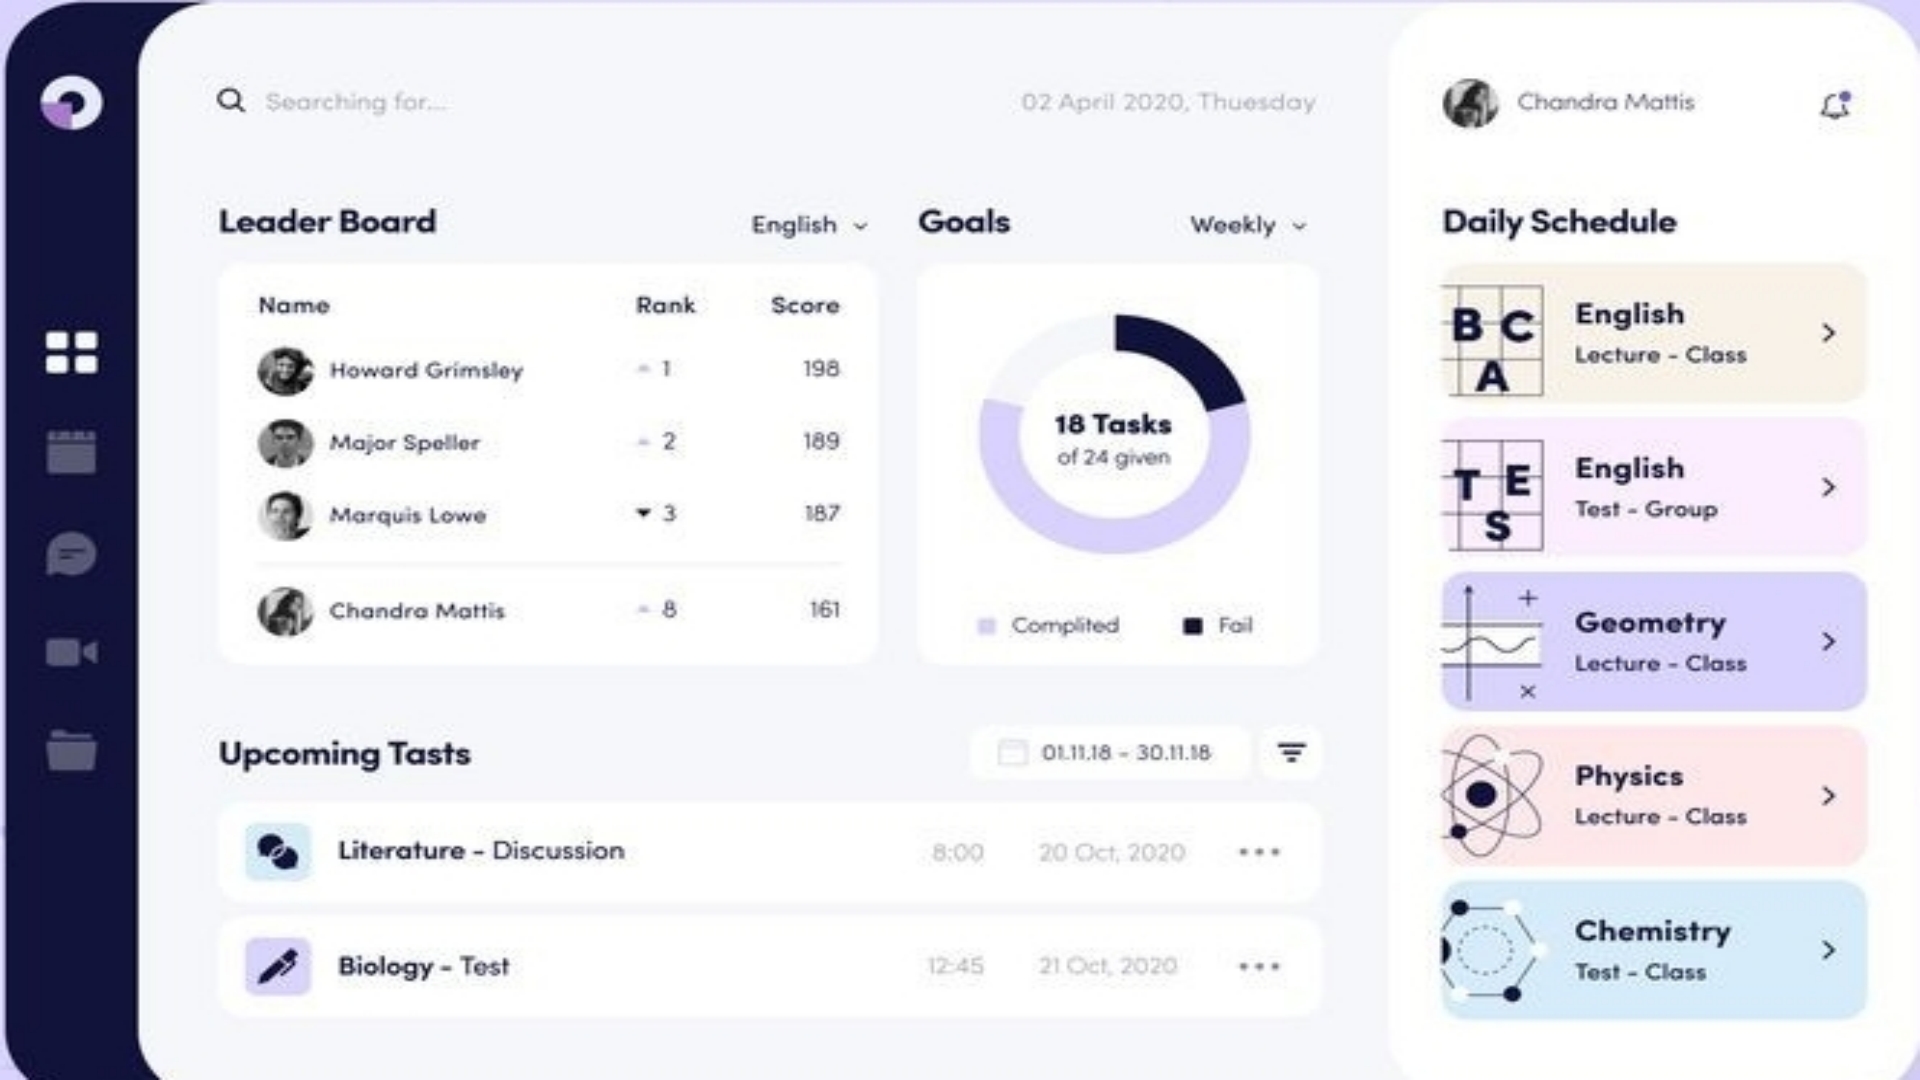 Searching for...
02 April 2020, Thuesday
Chandra Mattis
Leader Board
English
Name Rank Score
Howard Grimsley 1 198
Major Speller 2 189
Marquis Lowe 3 187
Chandra Mattis 8 161
Goals
Weekly
18 Tasks
of 24 given
Complited
Fail
Upcoming Tasts
01.11.18 - 30.11.18
Literature - Discussion 8:00 20 Oct, 2020
Biology - Test 12:45 21 Oct, 2020
Daily Schedule
B C
A
English
Lecture - Class
T E
S
English
Test - Group
Geometry
Lecture - Class
Physics
Lecture - Class
Chemistry
Test - Class